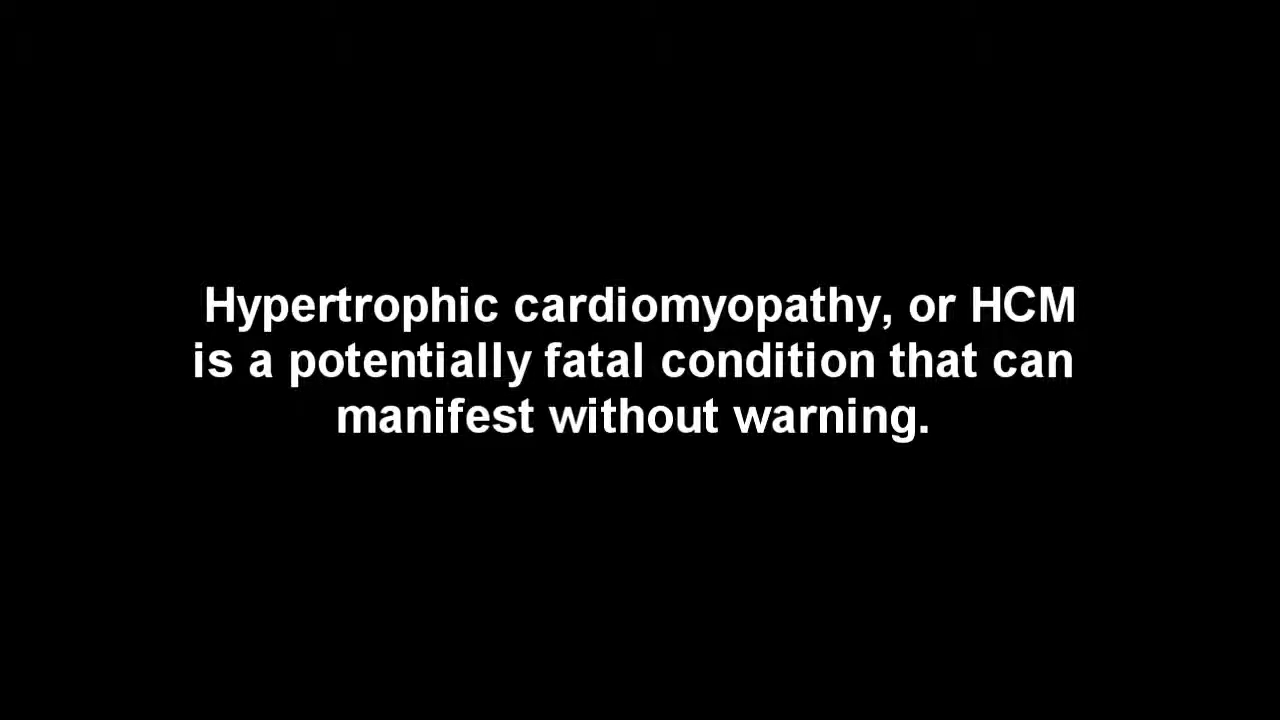 Hypertrophic cardiomyopathy, or HCM
is a potentially fatal condition that can
manifest without warning.